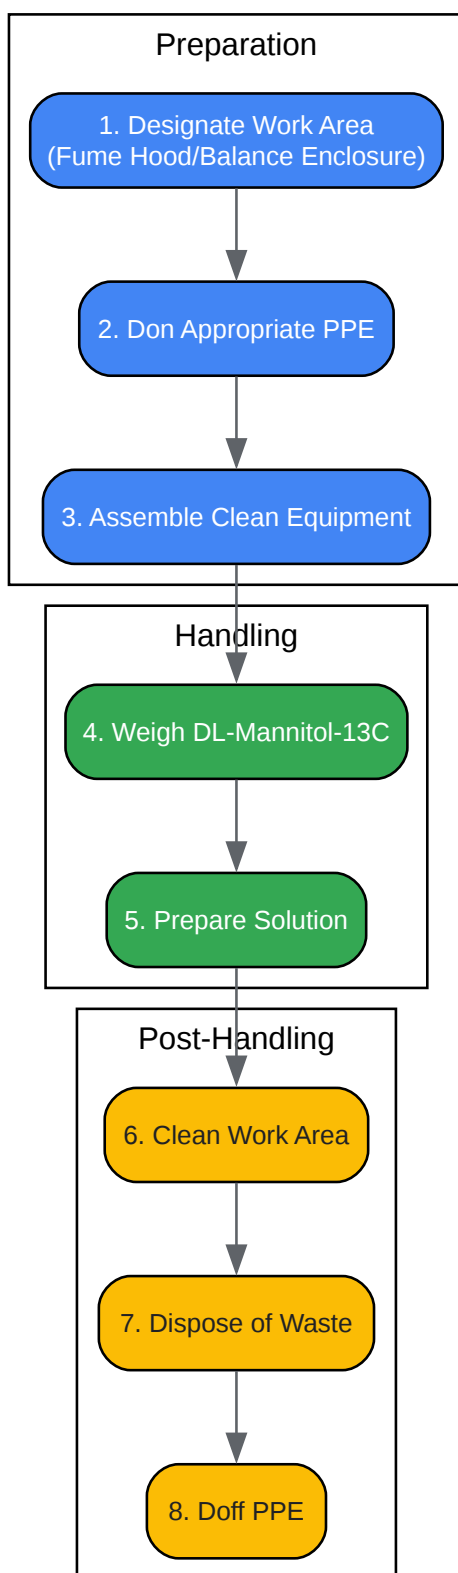 Preparation
1. Designate Work Area
(Fume Hood/Balance Enclosure)
2. Don Appropriate PPE
3. Assemble Clean Equipment
Handling
4. Weigh DL-Mannitol-13C
5. Prepare Solution
Post-Handling
6. Clean Work Area
7. Dispose of Waste
8. Doff PPE